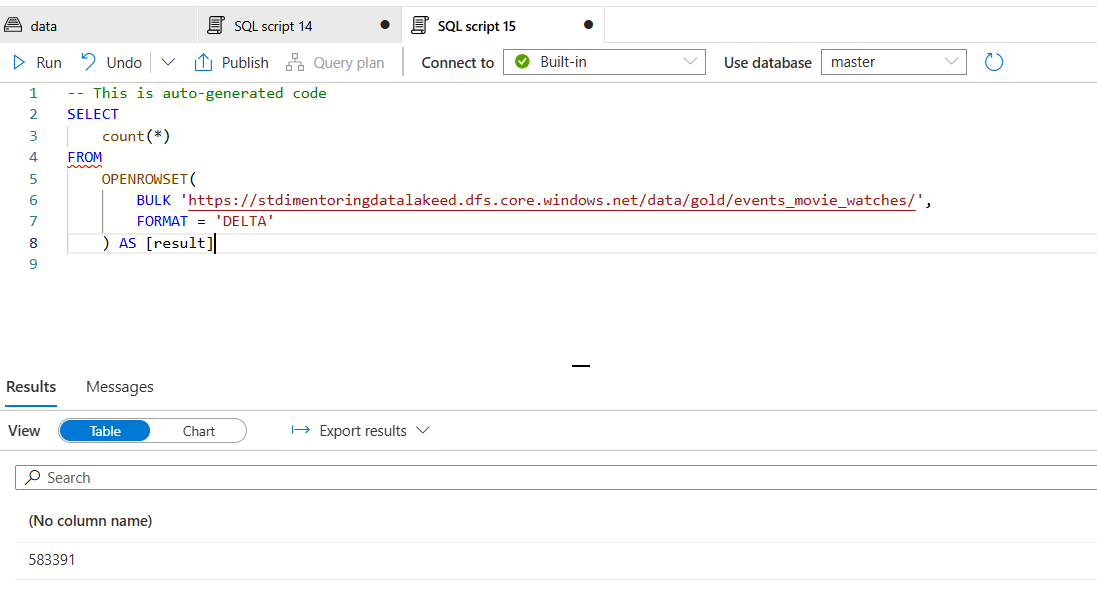 data SQL script 14 SQL script 15
Run Undo Publish Query plan Connect to Built-in Use database master
1 -- This is auto-generated code
2 SELECT
3 count(*)
4 FROM
5 OPENROWSET(
6 BULK 'https://stdimentoringdatalakeed.dfs.core.windows.net/data/gold/events_movie_watches/',
7 FORMAT = 'DELTA'
8 ) AS [result]
9
Results Messages
View Table Chart Export results
Search
(No column name)
583391